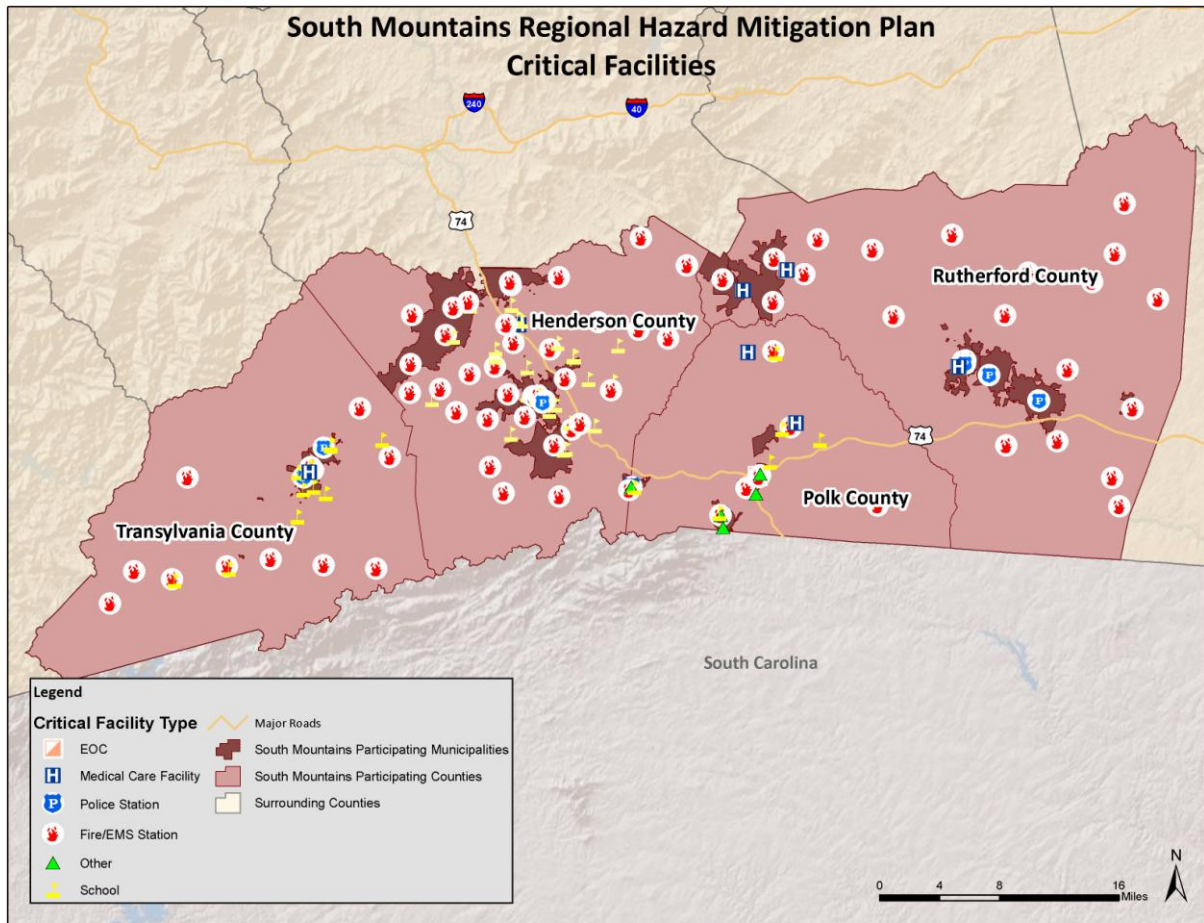 South Mountains Regional Hazard Mitigation Plan
Critical Facilities
240
40
74
Rutherford County
Henderson County
74
Polk County
Transylvania County
South Carolina
Legend
Critical Facility Type
EOC
H Medical Care Facility
P Police Station
Fire/EMS Station
Other
School
Major Roads
South Mountains Participating Municipalities
South Mountains Participating Counties
Surrounding Counties
N
0 4 8 16
Miles